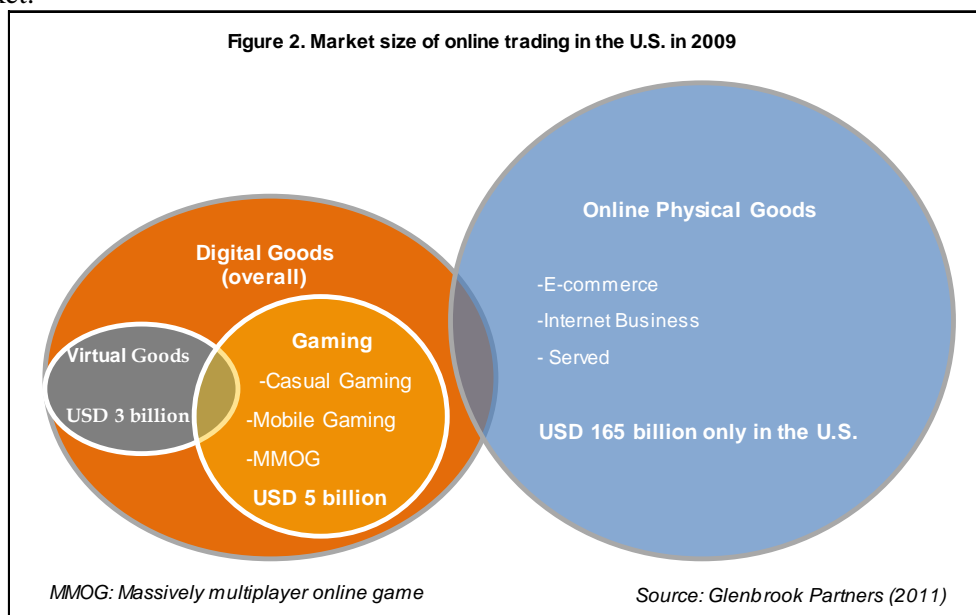 Figure 2. Market size of online trading in the U.S. in 2009
Digital Goods
(overall)
Virtual Goods
USD 3 billion
Gaming
-Casual Gaming
-Mobile Gaming
-MMOG
USD 5 billion
Online Physical Goods
-E-commerce
-Internet Business
- Served
USD 165 billion only in the U.S.
MMOG: Massively multiplayer online game
Source: Glenbrook Partners (2011)